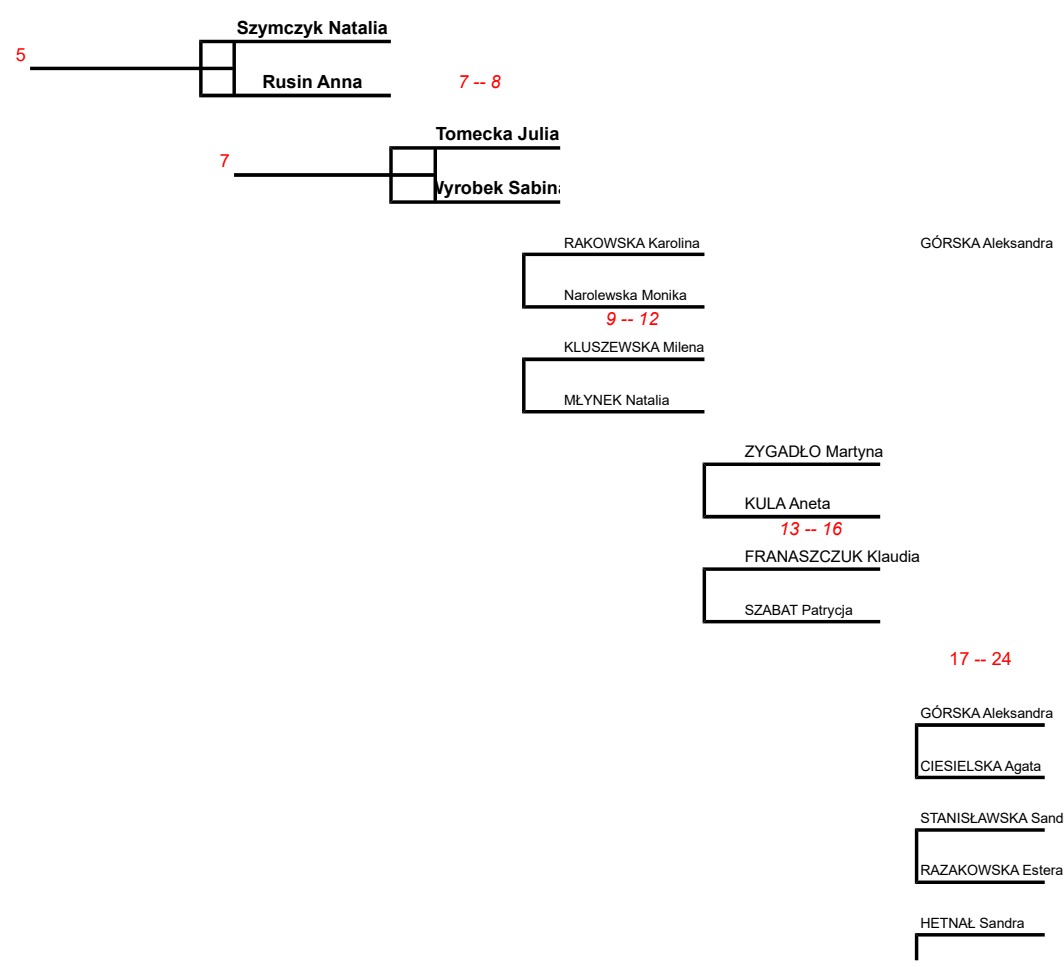 Szymczyk Natalia
5
Rusin Anna
7 -- 8
Tomecka Julia
7
Wyrobek Sabina
RAKOWSKA Karolina
GÓRSKA Aleksandra
Narolewska Monika
9 -- 12
KLUSZEWSKA Milena
MŁYNEK Natalia
ZYGADŁO Martyna
KULA Aneta
13 -- 16
FRANASZCZUK Klaudia
SZABAT Patrycja
17 -- 24
GÓRSKA Aleksandra
CIESIELSKA Agata
STANISŁAWSKA Sand
RAZAKOWSKA Estera
HETNAŁ Sandra